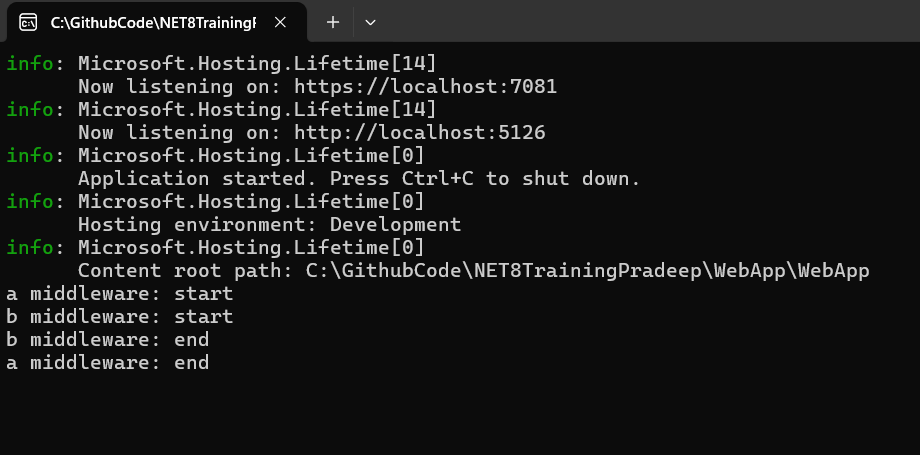 C:\GithubCode\NET8Training
info: Microsoft.Hosting.Lifetime[14]
Now listening on: https://localhost:7081
info: Microsoft.Hosting.Lifetime[14]
Now listening on: http://localhost:5126
info: Microsoft.Hosting.Lifetime[0]
Application started. Press Ctrl+C to shut down.
info: Microsoft.Hosting.Lifetime[0]
Hosting environment: Development
info: Microsoft.Hosting.Lifetime[0]
Content root path: C:\GithubCode\NET8TrainingPradeep\WebApp\WebApp
a middleware: start
b middleware: start
b middleware: end
a middleware: end